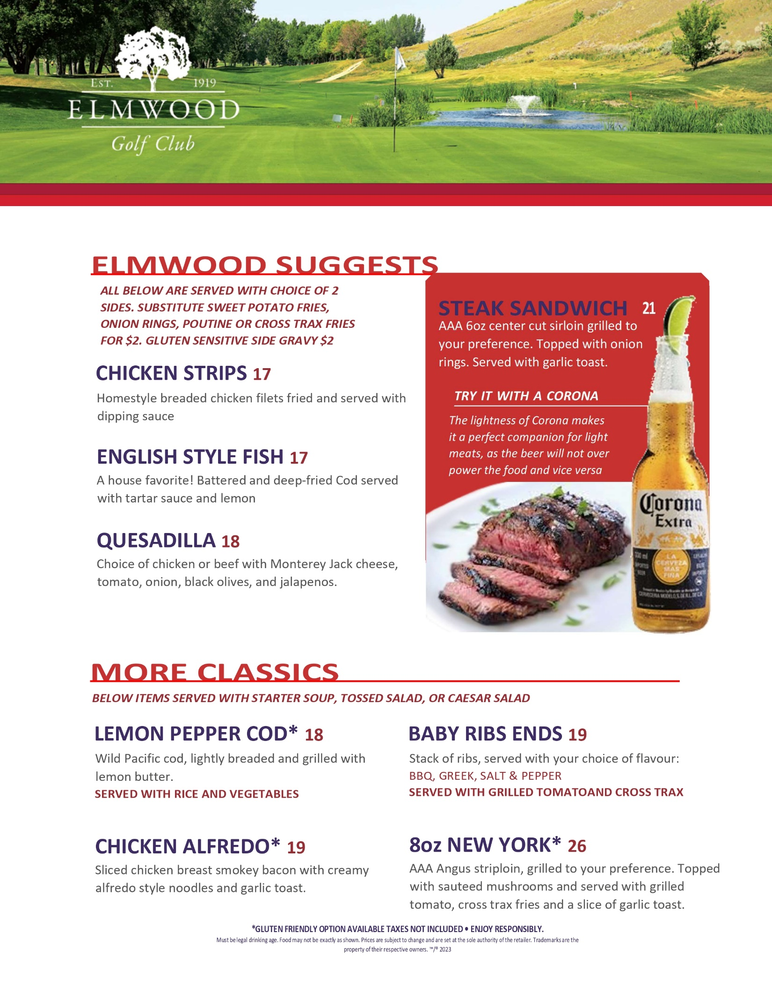 EST. 1919
ELMWOOD
Golf Club
ELMWOOD SUGGESTS
ALL BELOW ARE SERVED WITH CHOICE OF 2
SIDES. SUBSTITUTE SWEET POTATO FRIES,
ONION RINGS, POUTINE OR CROSS TRAX FRIES
FOR $2. GLUTEN SENSITIVE SIDE GRAVY $2
CHICKEN STRIPS 17
Homestyle breaded chicken filets fried and served with
dipping sauce
ENGLISH STYLE FISH 17
A house favorite! Battered and deep-fried Cod served
with tartar sauce and lemon
QUESADILLA 18
Choice of chicken or beef with Monterey Jack cheese,
tomato, onion, black olives, and jalapenos.
STEAK SANDWICH 21
AAA 6oz center cut sirloin grilled to
your preference. Topped with onion
rings. Served with garlic toast.
TRY IT WITH A CORONA
The lightness of Corona makes
it a perfect companion for light
meats, as the beer will not over
power the food and vice versa
Corona
Extra
LA
CERVEZA
MAS
FINA
MORE CLASSICS
BELOW ITEMS SERVED WITH STARTER SOUP, TOSSED SALAD, OR CAESAR SALAD
LEMON PEPPER COD* 18
Wild Pacific cod, lightly breaded and grilled with
lemon butter.
SERVED WITH RICE AND VEGETABLES
BABY RIBS ENDS 19
Stack of ribs, served with your choice of flavour:
BBQ, GREEK, SALT & PEPPER
SERVED WITH GRILLED TOMATOAND CROSS TRAX
CHICKEN ALFREDO* 19
Sliced chicken breast smokey bacon with creamy
alfredo style noodles and garlic toast.
8oz NEW YORK* 26
AAA Angus striploin, grilled to your preference. Topped
with sauteed mushrooms and served with grilled
tomato, cross trax fries and a slice of garlic toast.
*GLUTEN FRIENDLY OPTION AVAILABLE TAXES NOT INCLUDED • ENJOY RESPONSIBLY.
Must be legal drinking age. Food may not be exactly as shown. Prices are subject to change and are set at the sole authority of the retailer. Trademarks are the
property of their respective owners. ™/® 2023